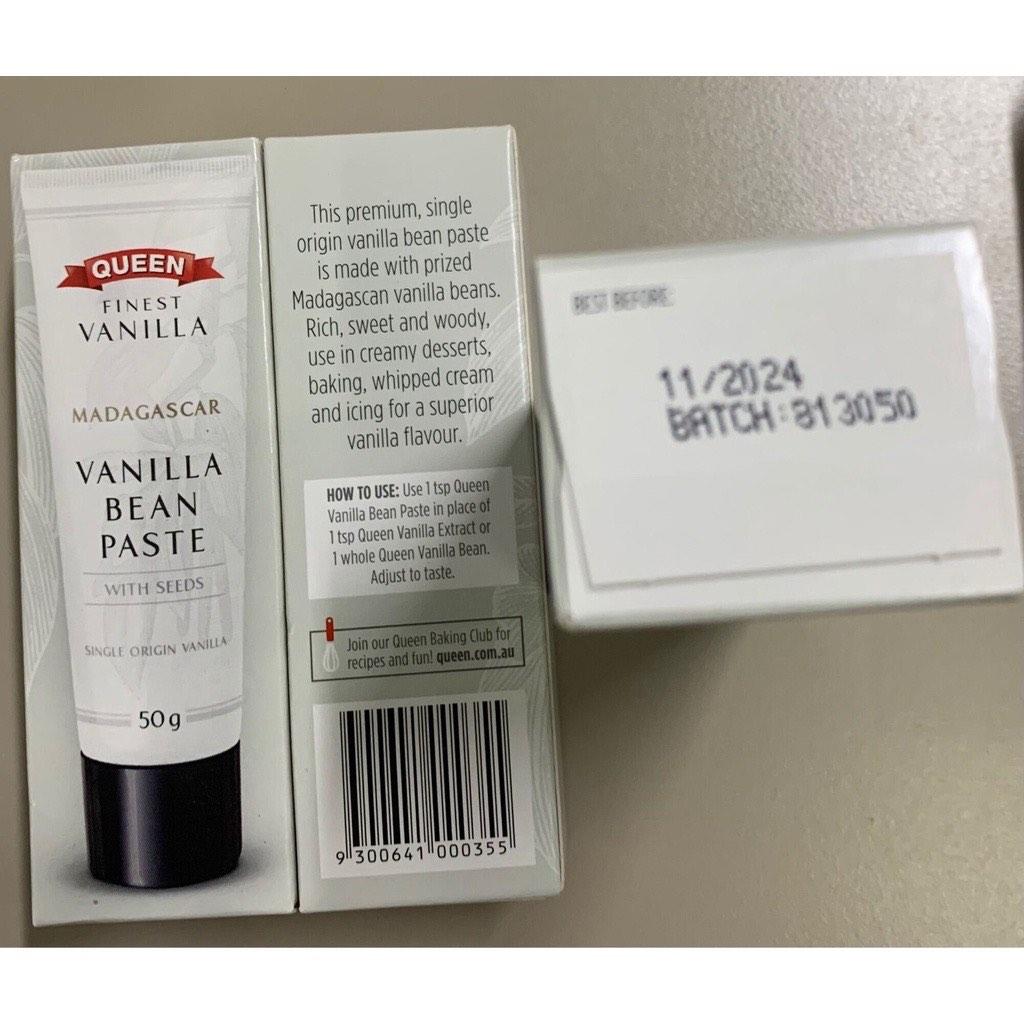 QUEEN
FINEST
VANILLA
MADAGASCAR
VANILLA
BEAN
PASTE
WITH SEEDS
SINGLE ORIGIN VANILLA
50g
This premium, single
origin vanilla bean paste
is made with prized
Madagascan vanilla beans.
Rich, sweet and woody,
use in creamy desserts,
baking, whipped cream
and icing for a superior
vanilla flavour.
HOW TO USE: Use 1 tsp Queen
Vanilla Bean Paste in place of
1 tsp Queen Vanilla Extract or
1 whole Queen Vanilla Bean.
Adjust to taste.
Join our Queen Baking Club for
recipes and fun! queen.com.au
9 300641 000355
BEST BEFORE:
11/2024
BATCH:813050